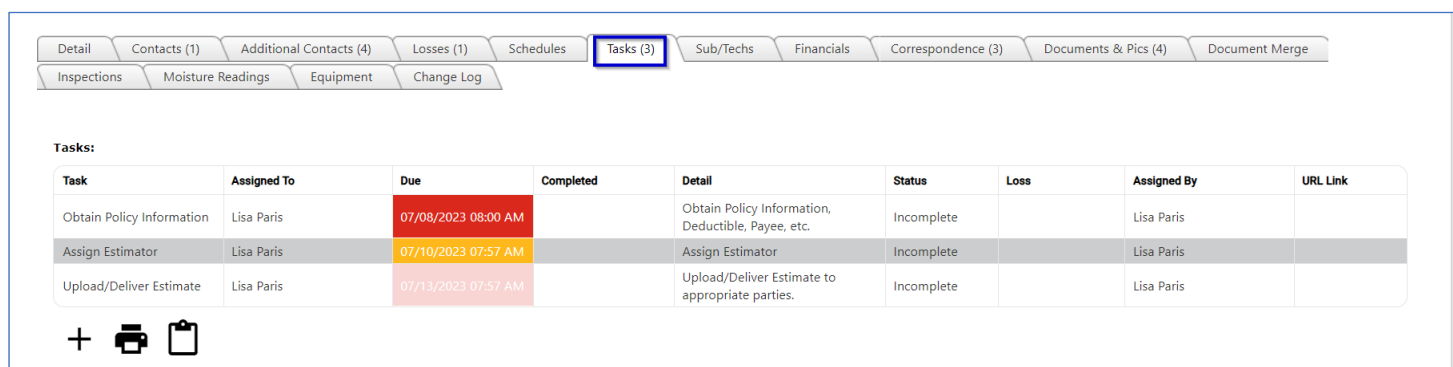 Detail Contacts (1) Additional Contacts (4) Losses (1) Schedules Tasks (3) Sub/Techs Financials Correspondence (3) Documents & Pics (4) Document Merge
Inspections Moisture Readings Equipment Change Log
Tasks:
Task Assigned To Due Completed Detail Status Loss Assigned By URL Link
Obtain Policy Information Lisa Paris 07/08/2023 08:00 AM Obtain Policy Information, Incomplete Lisa Paris
Deductible, Payee, etc.
Assign Estimator Lisa Paris 07/10/2023 07:57 AM Assign Estimator Incomplete Lisa Paris
Upload/Deliver Estimate Lisa Paris 07/13/2023 07:57 AM Upload/Deliver Estimate to Incomplete Lisa Paris
appropriate parties.